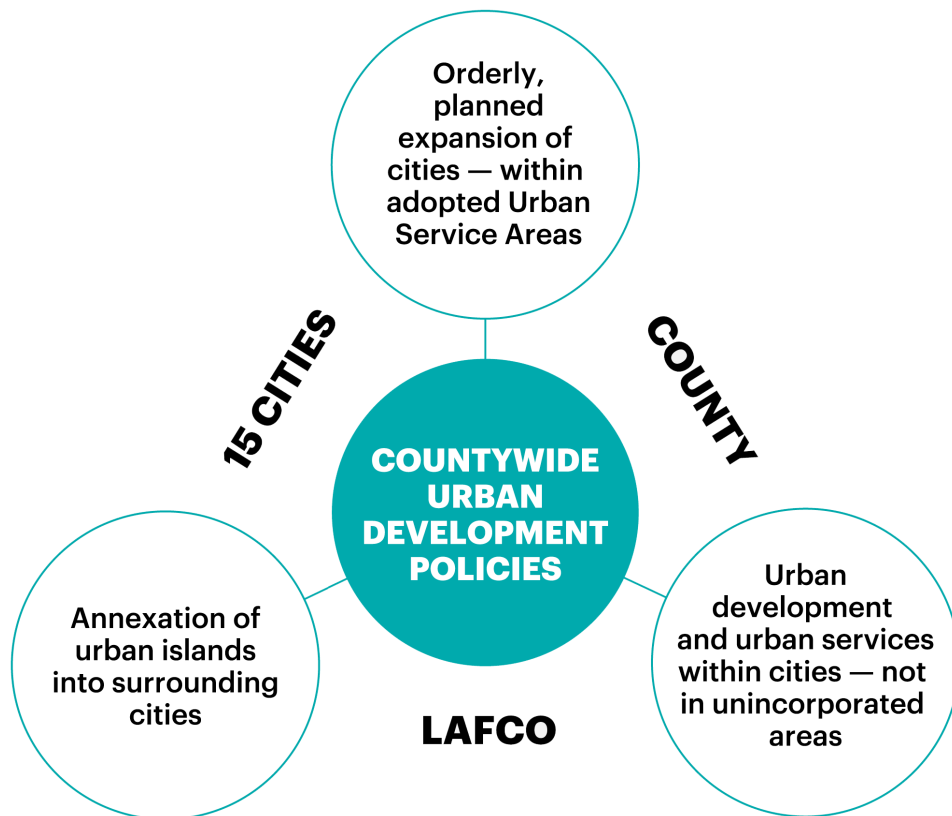 Orderly,
planned
expansion of
cities — within
adopted Urban
Service Areas
15 CITIES
COUNTY
COUNTYWIDE
URBAN
DEVELOPMENT
POLICIES
Annexation of
urban islands
into surrounding
cities
Urban
development
and urban services
within cities — not
in unincorporated
areas
LAFCO